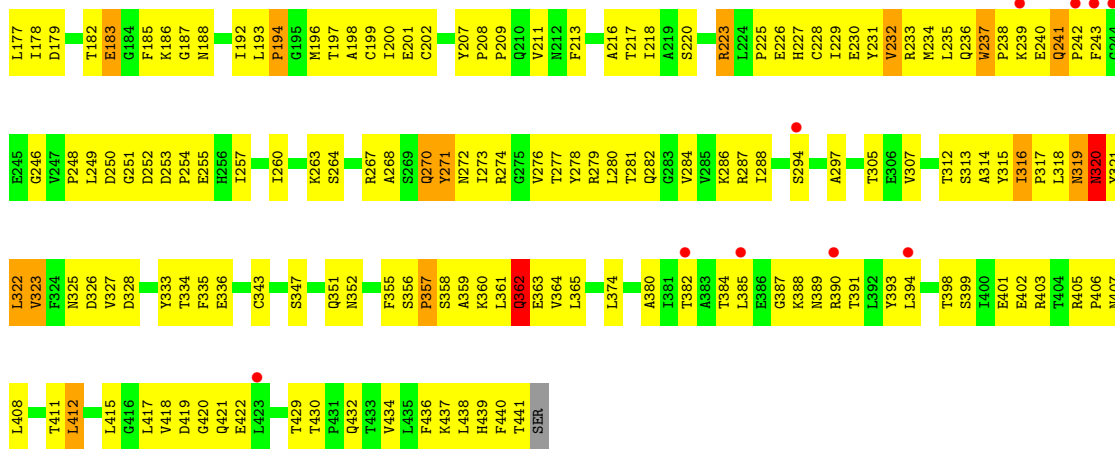 L177 I178 D179 T182 E183 G184 F185 K186 G187 N188 I192 L193 P194 G195 M196 T197 A198 C199 I200 E201 C202 Y207 P208 P209 Q210 V211 N212 F213 A216 T217 I218 A219 S220 R223 L224 P225 E226 H227 C228 I229 E230 Y231 V232 R233 M234 L235 Q236 W237 P238 K239 E240 Q241 P242 F243 G244
E245 G246 V247 P248 L249 D250 G251 D252 D253 P254 E255 H256 I257 I260 K263 S264 R267 A268 S269 Q270 Y271 N272 I273 R274 G275 V276 T277 Y278 R279 L280 T281 Q282 G283 V284 V285 K286 R287 I288 S294 A297 T305 E306 V307 T312 S313 A314 Y315 I316 P317 L318 N319 N320 Y321
L322 V323 F324 N325 D326 V327 D328 Y333 T334 F335 E336 C343 S347 Q351 N352 F355 S356 P357 S358 A359 K360 L361 Q362 E363 V364 L365 L374 A380 I381 T382 A383 T384 L385 E386 G387 K388 N389 R390 T391 L392 Y393 L394 T398 S399 I400 E401 E402 R403 T404 R405 P406 N407
L408 T411 L412 L415 G416 L417 V418 D419 G420 Q421 E422 L423 T429 T430 P431 Q432 T433 V434 L435 F436 K437 L438 H439 F440 T441 SER